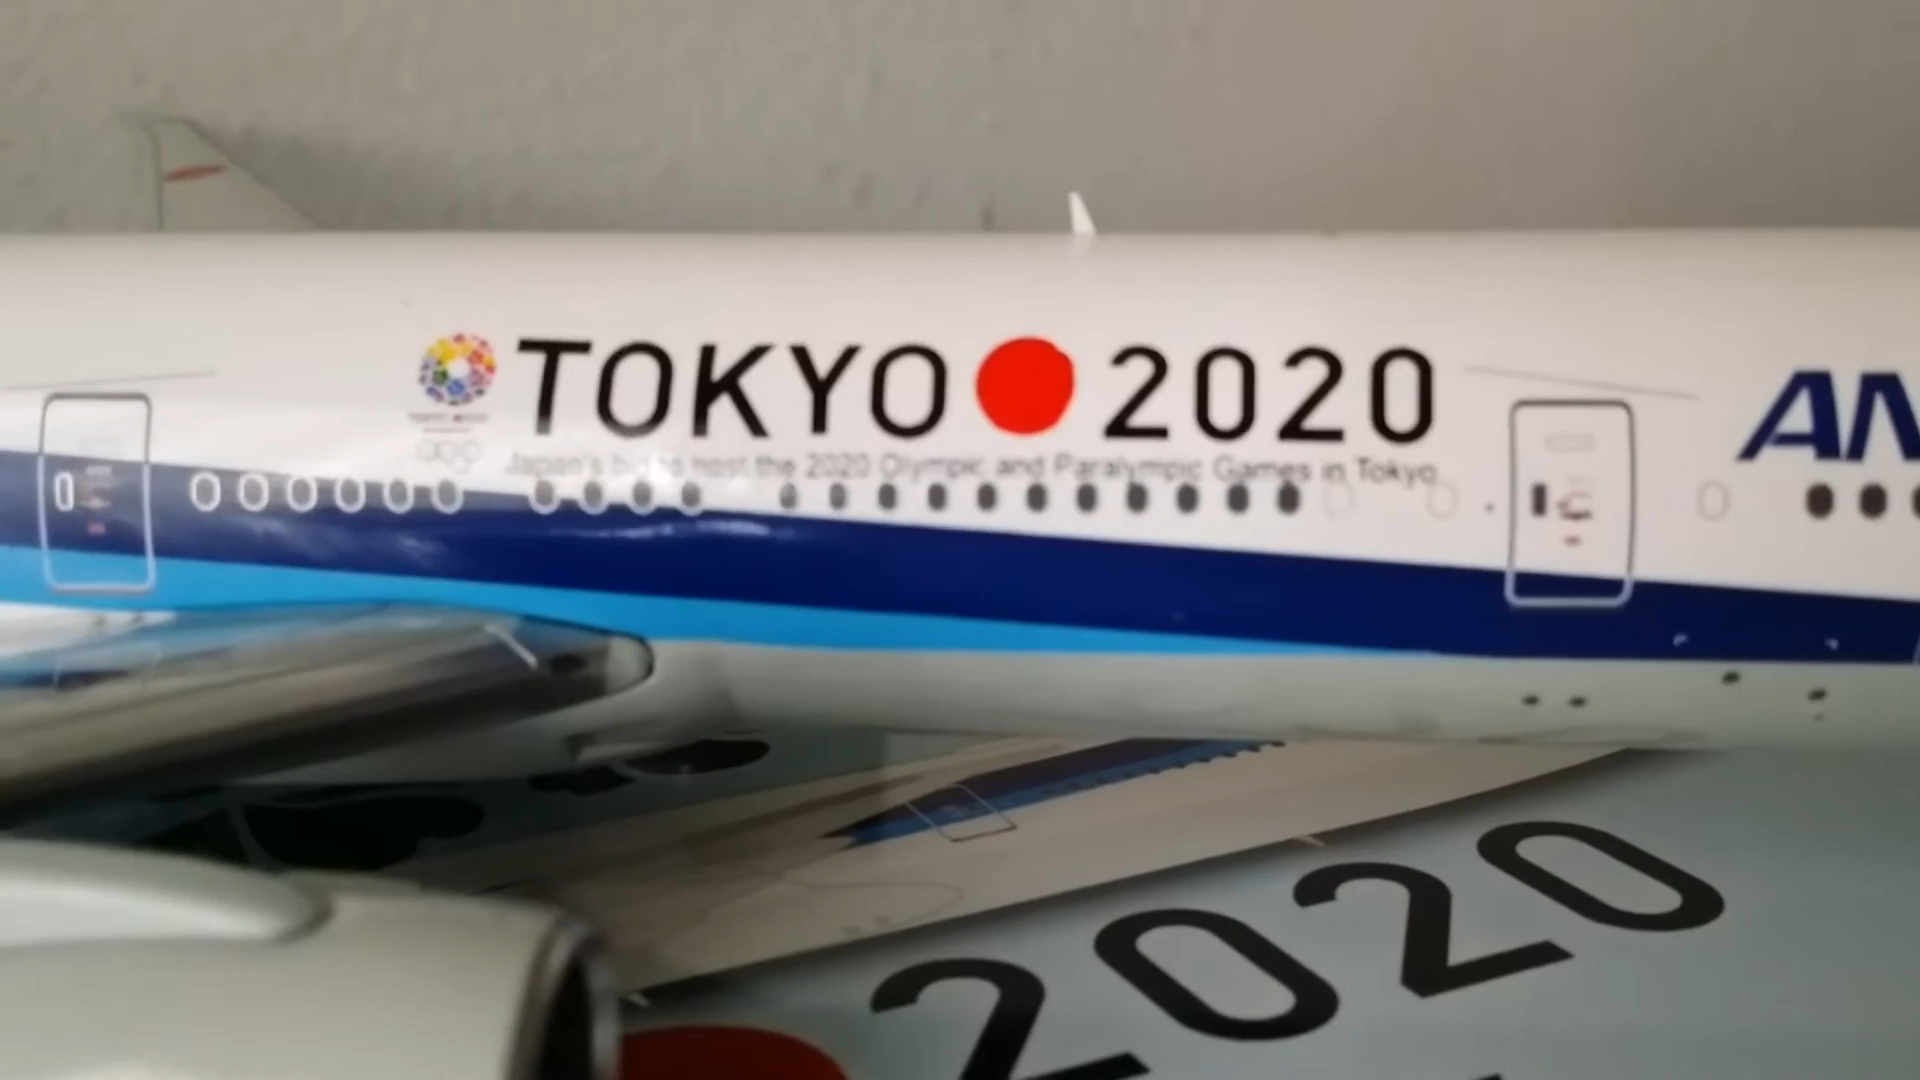 TOKYO 2020
Japan's bid to host the 2020 Olympic and Paralympic Games in Tokyo
AN
2020